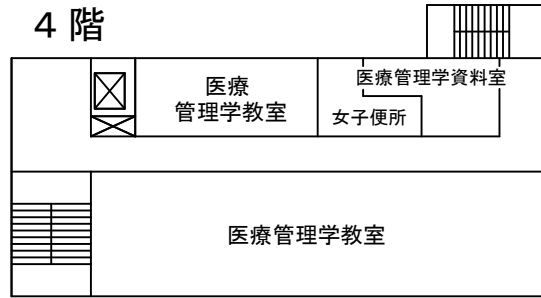 ４階
医療
管理学教室
医療管理学資料室
女子便所
医療管理学教室